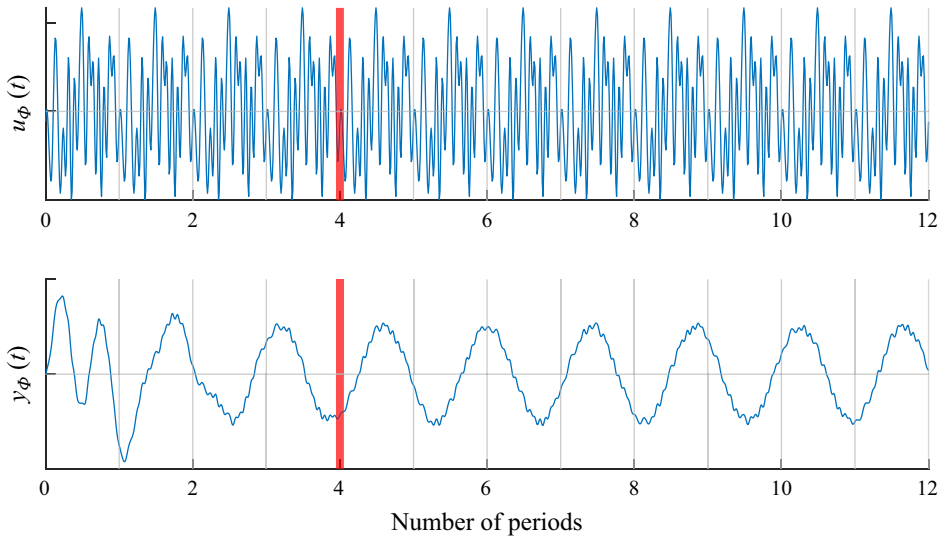 u_Φ (t)
0 2 4 6 8 10 12
y_Φ (t)
0 2 4 6 8 10 12
Number of periods